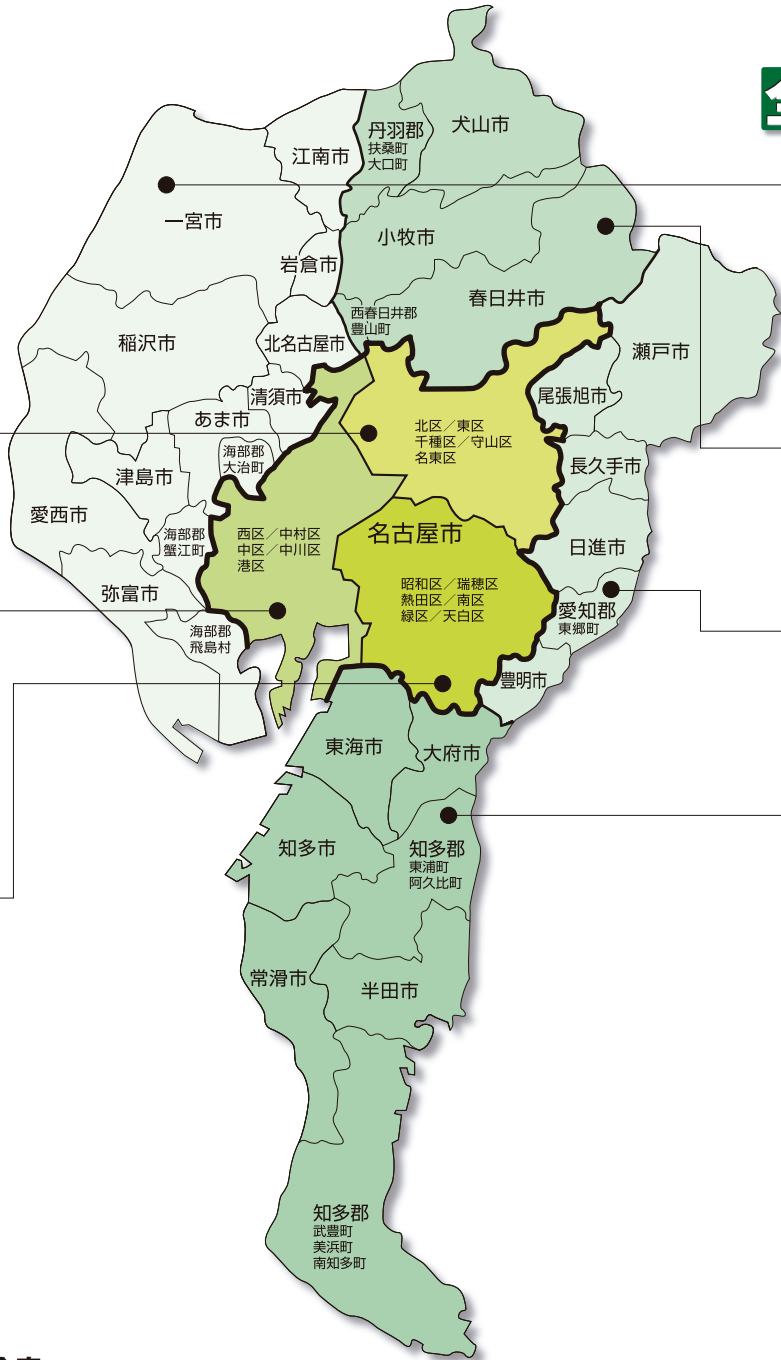 犬山市
丹羽郡
扶桑町
大口町
江南市
一宮市
小牧市
岩倉市
春日井市
西春日井郡
豊山町
稲沢市
北名古屋市
瀬戸市
清須市
尾張旭市
あま市
北区／東区
千種区／守山区
名東区
海部郡
大治町
津島市
長久手市
愛西市
海部郡
蟹江町
西区／中村区
中区／中川区
港区
名古屋市
日進市
弥富市
昭和区／瑞穂区
熱田区／南区
緑区／天白区
愛知郡
東郷町
海部郡
飛島村
豊明市
東海市
大府市
知多市
知多郡
東浦町
阿久比町
常滑市
半田市
知多郡
武豊町
美浜町
南知多町